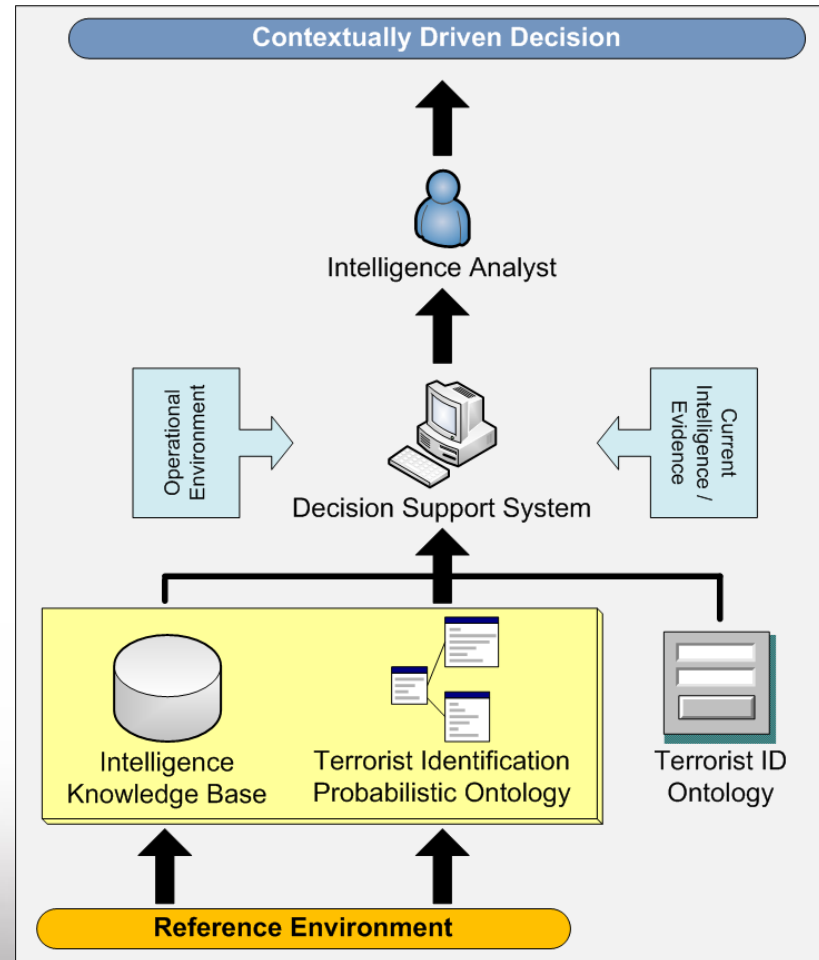 Contextually Driven Decision
Intelligence Analyst
Operational
Environment
Current
Intelligence /
Evidence
Decision Support System
Intelligence
Knowledge Base
Terrorist Identification
Probabilistic Ontology
Terrorist ID
Ontology
Reference Environment